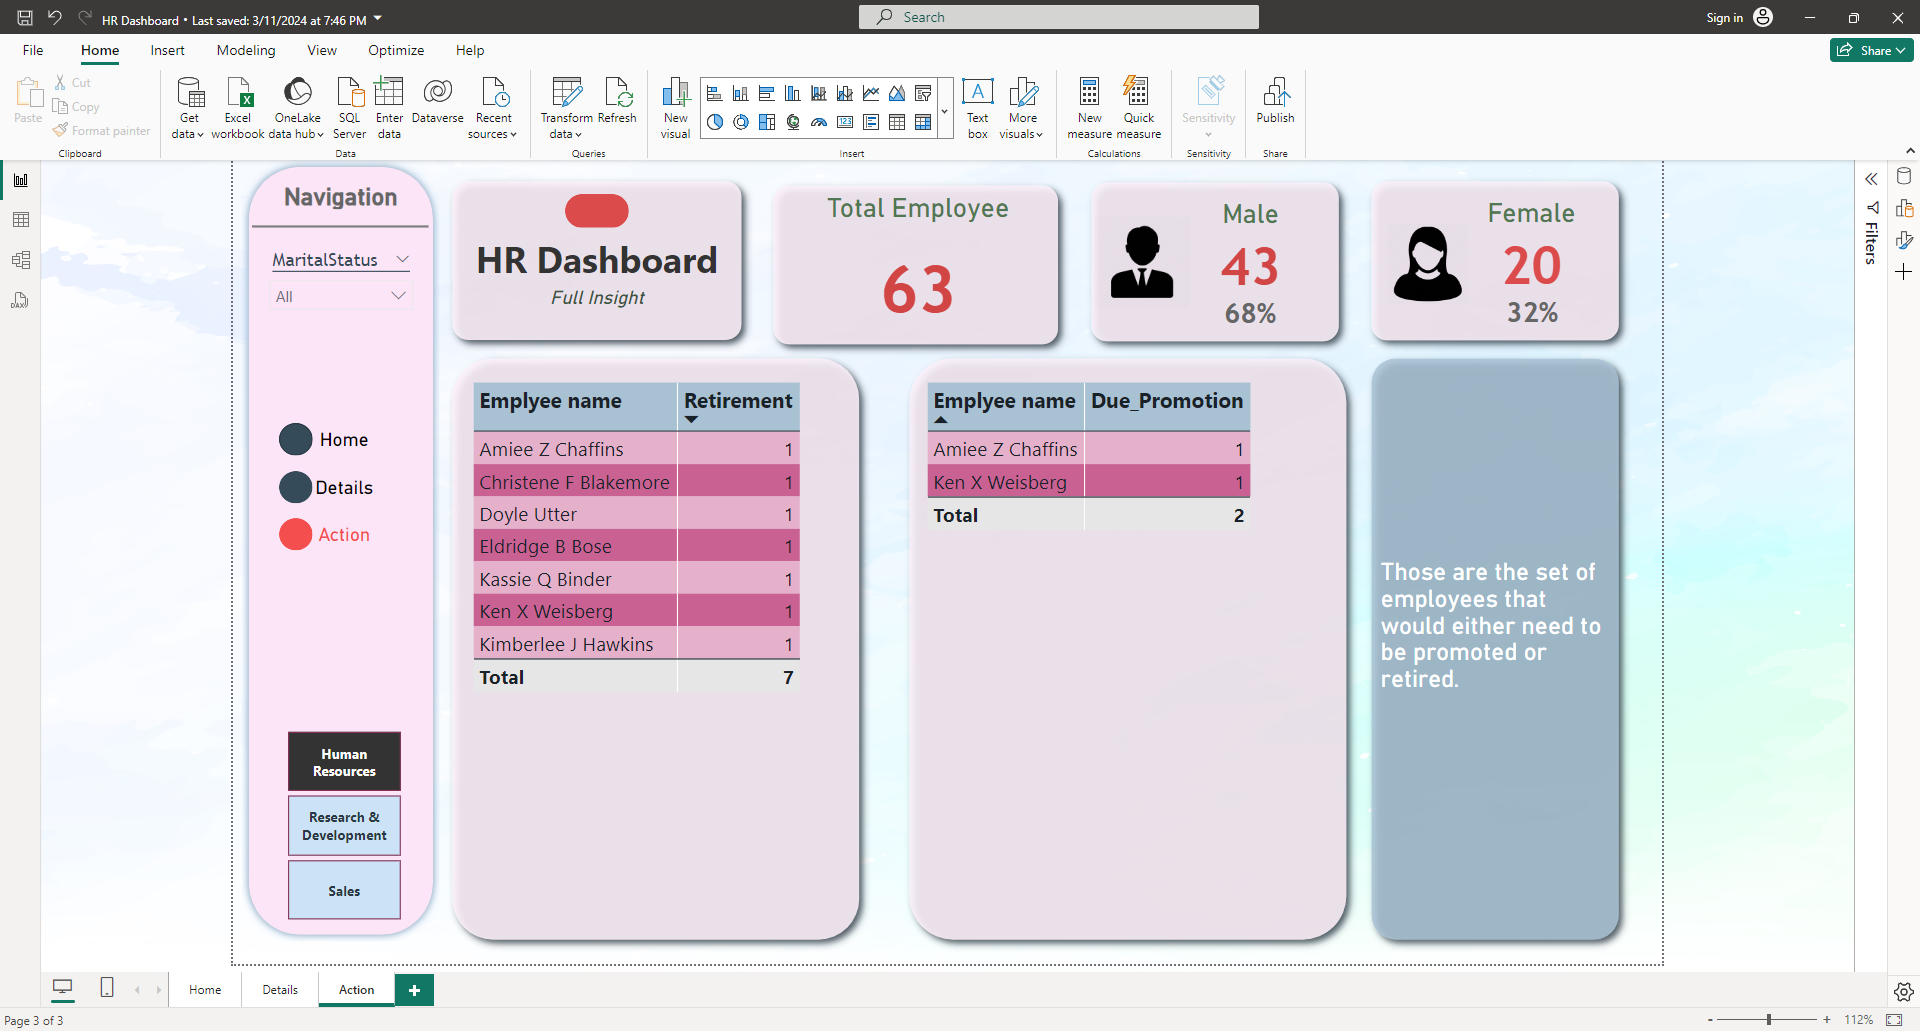 HR Dashboard • Last saved: 3/11/2024 at 7:46 PM
Search
Sign in
File
Home
Insert
Modeling
View
Optimize
Help
Share
Paste
Cut
Copy
Format painter
Clipboard
Get data
Excel workbook
OneLake data hub
SQL Server
Enter data
Dataverse
Recent sources
Data
Transform data
Refresh
Queries
New visual
Text box
More visuals
Insert
New measure
Quick measure
Calculations
Sensitivity
Sensitivity
Publish
Share
Navigation
MaritalStatus
All
Home
Details
Action
Human
Resources
Research &
Development
Sales
HR Dashboard
Full Insight
Total Employee
63
Male
43
68%
Female
20
32%
Emplyee name Retirement
Amiee Z Chaffins 1
Christene F Blakemore 1
Doyle Utter 1
Eldridge B Bose 1
Kassie Q Binder 1
Ken X Weisberg 1
Kimberlee J Hawkins 1
Total 7
Emplyee name Due_Promotion
Amiee Z Chaffins 1
Ken X Weisberg 1
Total 2
Those are the set of
employees that
would either need to
be promoted or
retired.
Filters
Home
Details
Action
Page 3 of 3
112%